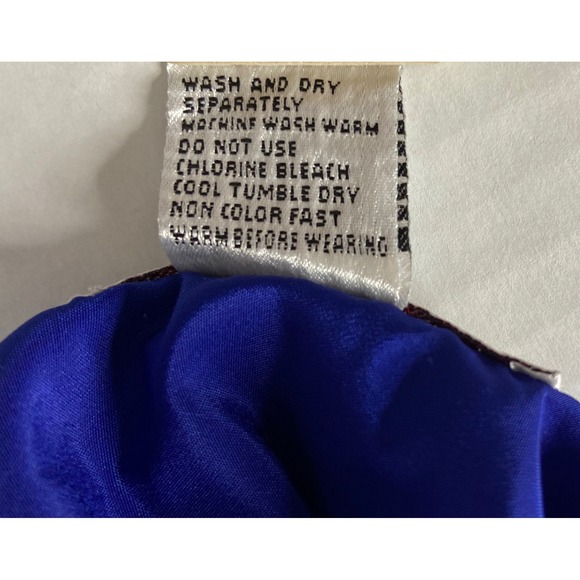 WASH AND DRY
SEPARATELY
MACHINE WASH WARM
DO NOT USE
CHLORINE BLEACH
COOL TUMBLE DRY
NON COLOR FAST
WARM BEFORE WEARING